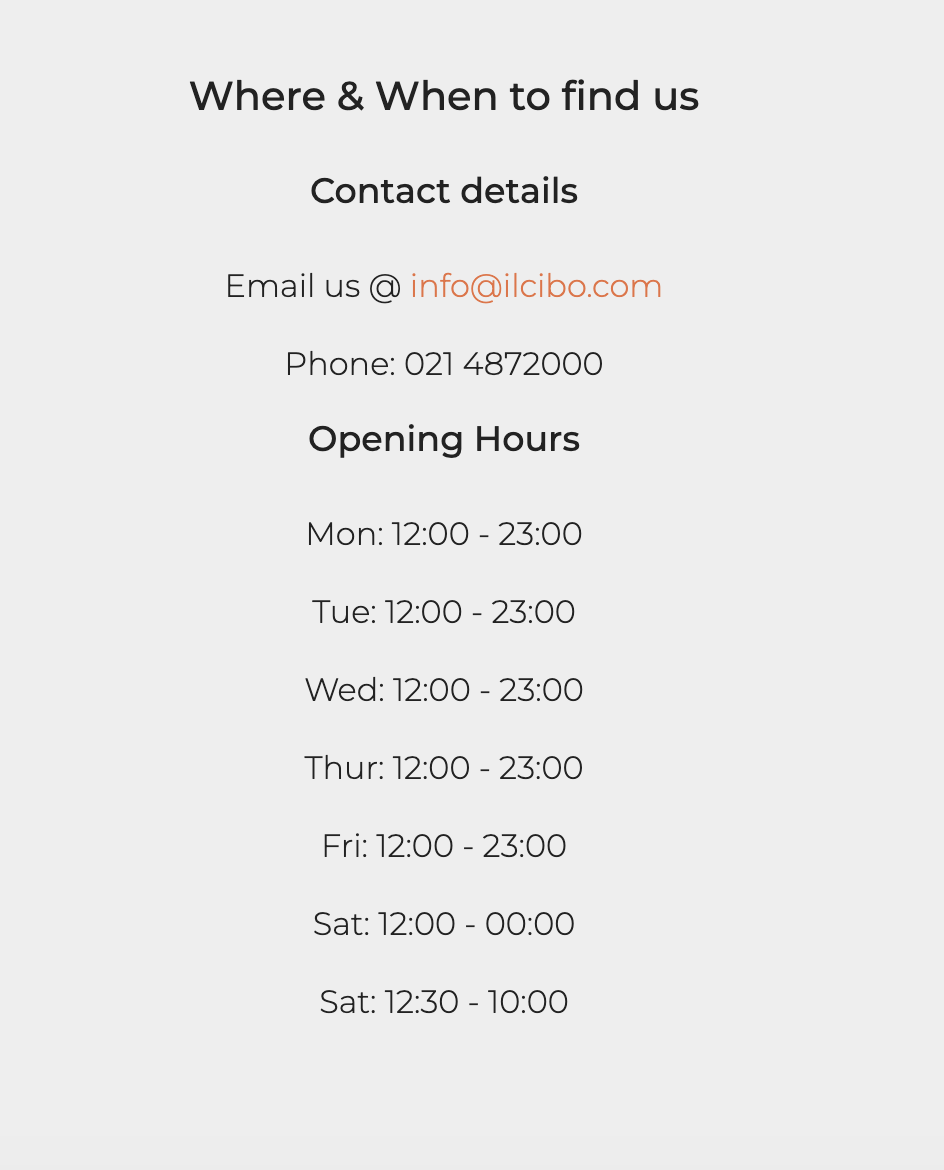 Where & When to find us
Contact details
Email us @ info@ilcibo.com
Phone: 021 4872000
Opening Hours
Mon: 12:00 - 23:00
Tue: 12:00 - 23:00
Wed: 12:00 - 23:00
Thur: 12:00 - 23:00
Fri: 12:00 - 23:00
Sat: 12:00 - 00:00
Sat: 12:30 - 10:00